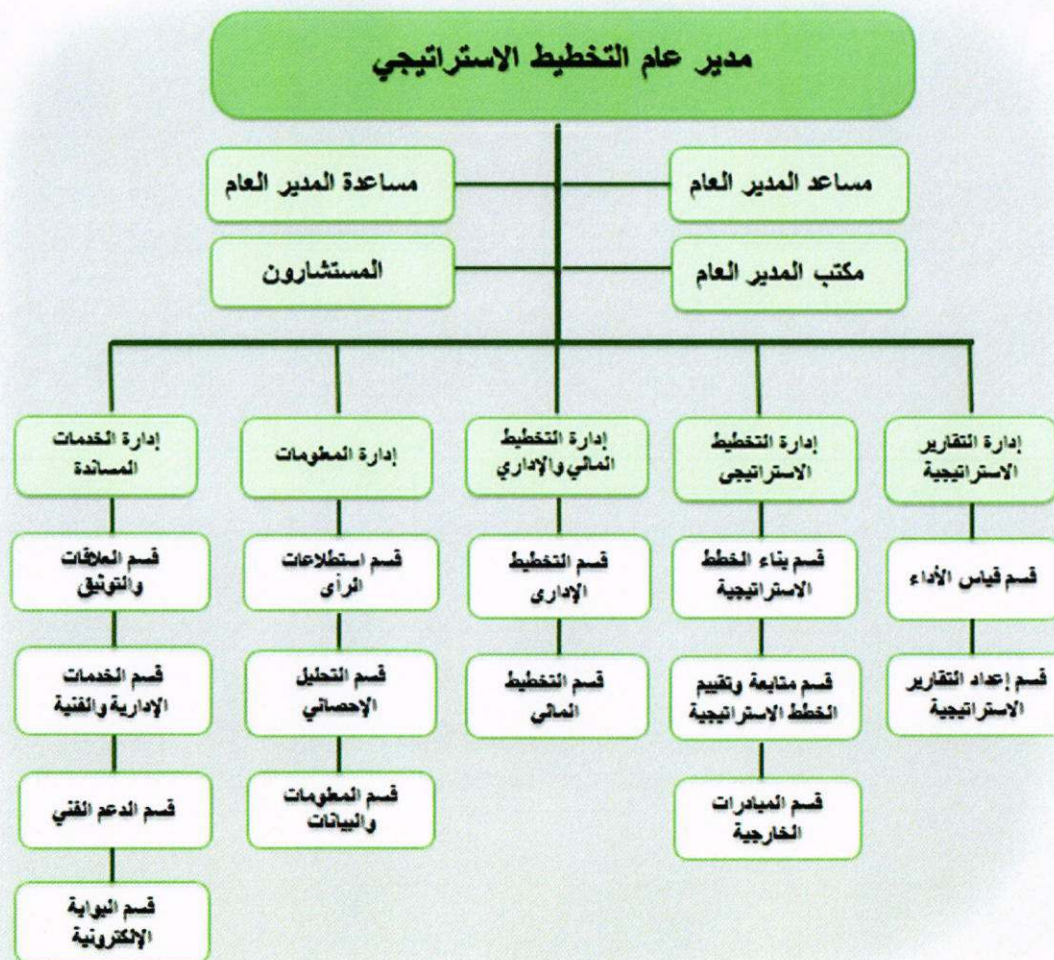 مدير عام التخطيط الاستراتيجي
مساعد المدير العام
مساعدة المدير العام
مكتب المدير العام
المستشارون
إدارة التقارير
الاستراتيجية
إدارة التخطيط
الاستراتيجى
إدارة التخطيط
المالي والإداري
إدارة المعلومات
إدارة الخدمات
المساندة
قسم قياس الأداء
قسم بناء الخطط
الاستراتيجية
قسم التخطيط
الإدارى
قسم استطلاعات
الرأى
قسم العلاقات
والتوثيق
قسم إعداد التقارير
الاستراتيجية
قسم متابعة وتقييم
الخطط الاستراتيجية
قسم التخطيط
المالي
قسم التحليل
الإحصائي
قسم الخدمات
الإدارية والفنية
قسم المبادرات
الخارجية
قسم المعلومات
والبيانات
قسم الدعم الفني
قسم البوابة
الإلكترونية